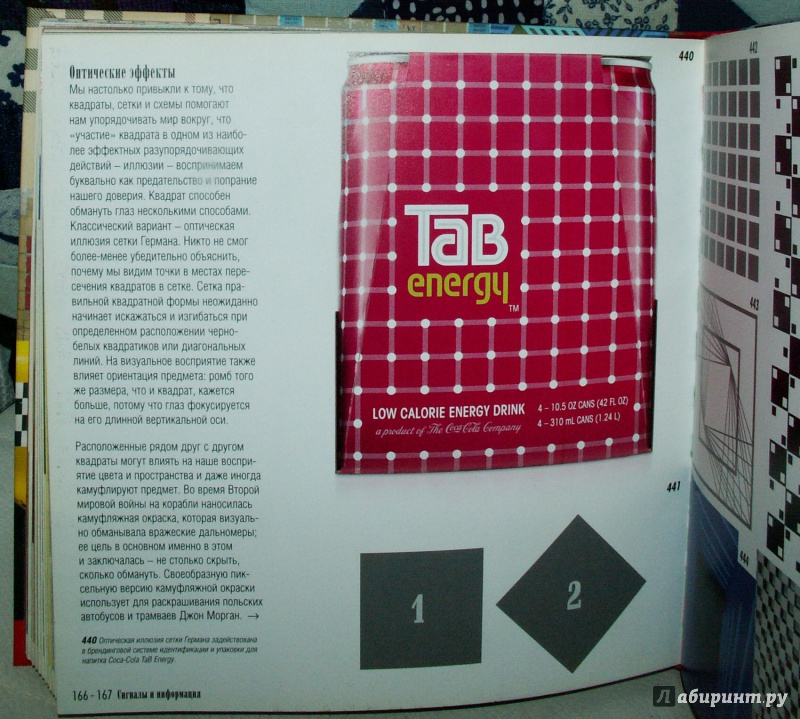 Оптические эффекты
Мы настолько привыкли к тому, что
квадраты, сетки и схемы помогают
нам упорядочивать мир вокруг, что
«участие» квадрата в одном из наибо-
лее эффектных разупорядочивающих
действий – иллюзии – воспринимаем
буквально как предательство и попрание
нашего доверия. Квадрат способен
обмануть глаз несколькими способами.
Классический вариант – оптическая
иллюзия сетки Германа. Никто не смог
более-менее убедительно объяснить,
почему мы видим точки в местах пере-
сечения квадратов в сетке. Сетка пра-
вильной квадратной формы неожиданно
начинает искажаться и изгибаться при
определенном расположении черно-
белых квадратиков или диагональных
линий. На визуальное восприятие также
влияет ориентация предмета: ромб того
же размера, что и квадрат, кажется
больше, потому что глаз фокусируется
на его длинной вертикальной оси.
Расположенные рядом друг с другом
квадраты могут влиять на наше воспри-
ятие цвета и пространства и даже иногда
камуфлируют предмет. Во время Второй
мировой войны на корабли наносилась
камуфляжная окраска, которая визуаль-
но обманывала вражеские дальномеры;
ее цель в основном именно в этом
и заключалась – не столько скрыть,
сколько обмануть. Своеобразную пик-
сельную версию камуфляжной окраски
использует для раскрашивания польских
автобусов и трамваев Джон Морган. →
440 Оптическая иллюзия сетки Германа задействована
в брендинговой системе идентификации и упаковки для
напитка Coca-Cola TaB Energy.
166 – 167 Сигналы и информация
440
TaB
energy
TM
LOW CALORIE ENERGY DRINK
a product of The Coca-Cola Company
4 – 10.5 OZ CANS (42 FL OZ)
4 – 310 mL CANS (1.24 L)
441
1
2
442
443
444
Лабиринт.ру